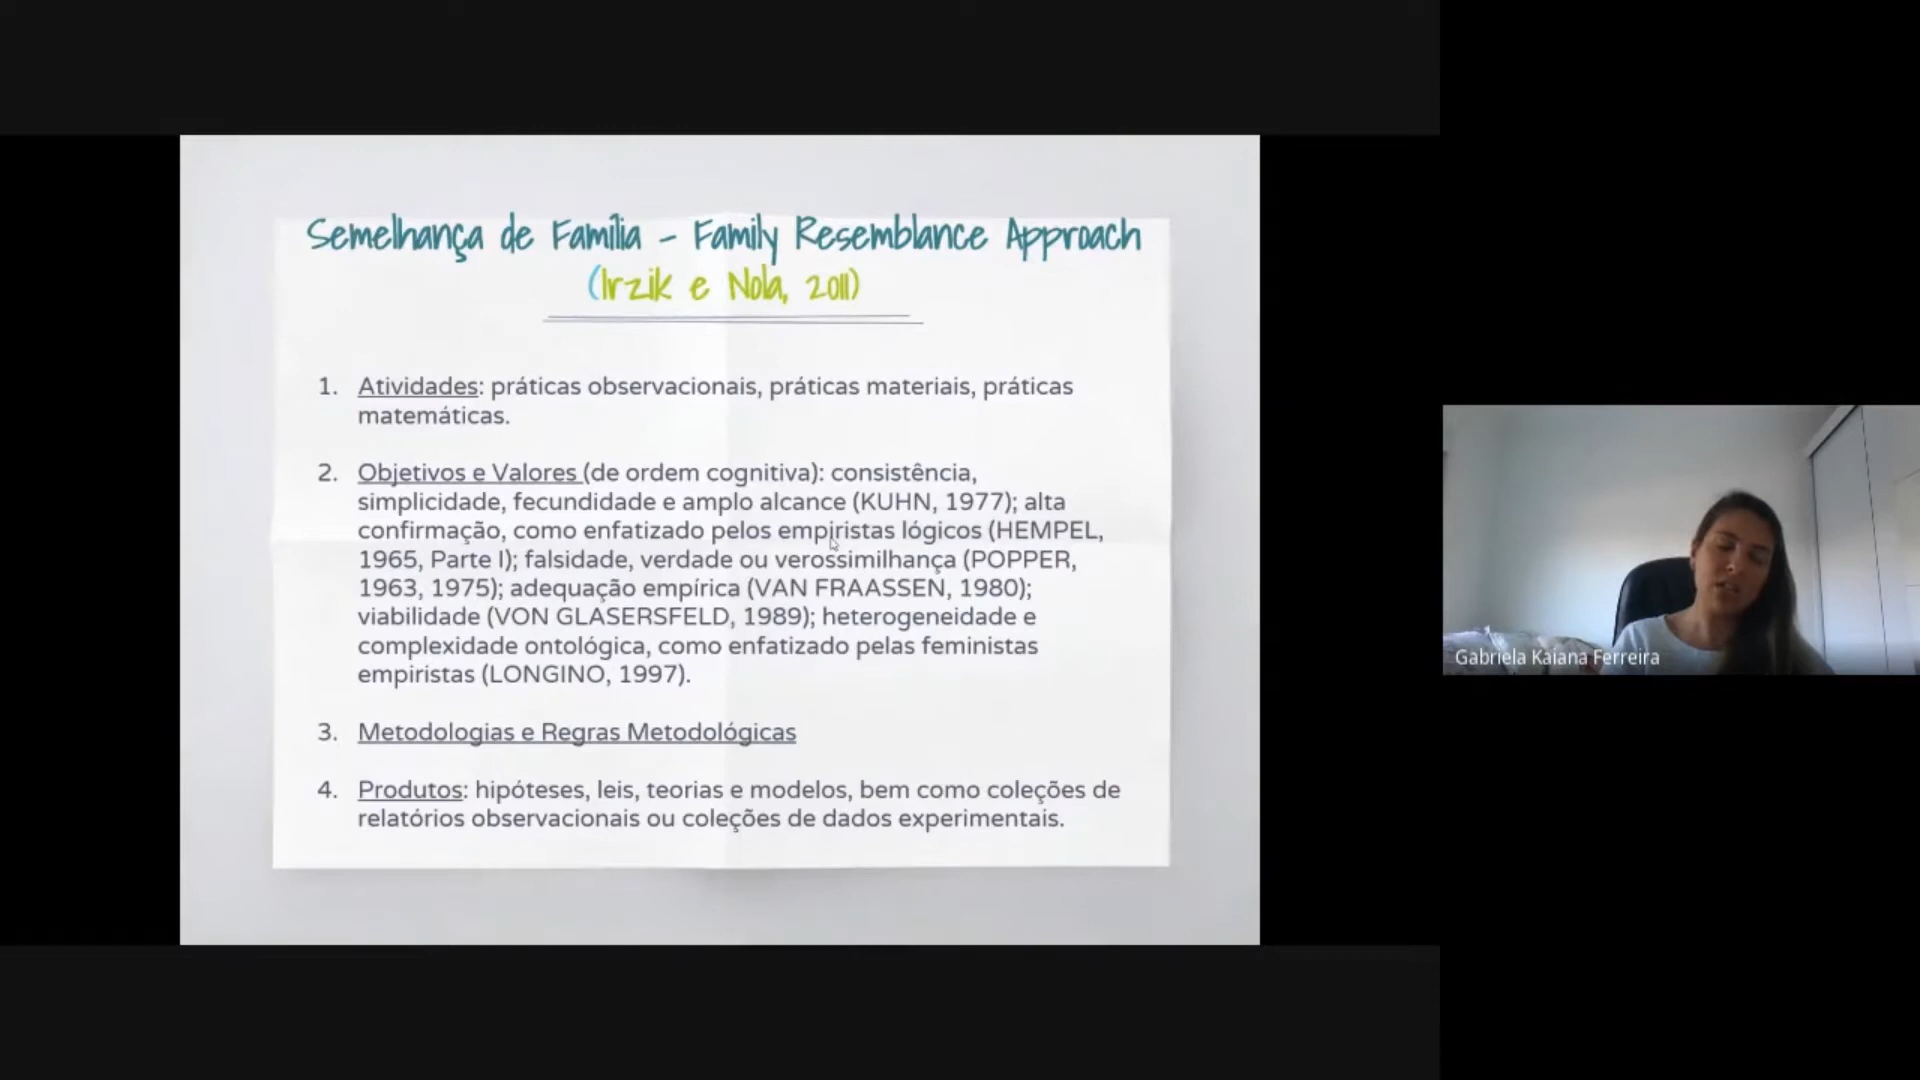 Semelhança de Família - Family Resemblance Approach
(Irzik e Nola, 2011)
1. Atividades: práticas observacionais, práticas materiais, práticas
matemáticas.
2. Objetivos e Valores (de ordem cognitiva): consistência,
simplicidade, fecundidade e amplo alcance (KUHN, 1977); alta
confirmação, como enfatizado pelos empiristas lógicos (HEMPEL,
1965, Parte I); falsidade, verdade ou verossimilhança (POPPER,
1963, 1975); adequação empírica (VAN FRAASSEN, 1980);
viabilidade (VON GLASERSFELD, 1989); heterogeneidade e
complexidade ontológica, como enfatizado pelas feministas
empiristas (LONGINO, 1997).
3. Metodologias e Regras Metodológicas
4. Produtos: hipóteses, leis, teorias e modelos, bem como coleções de
relatórios observacionais ou coleções de dados experimentais.
Gabriela Kaiana Ferreira